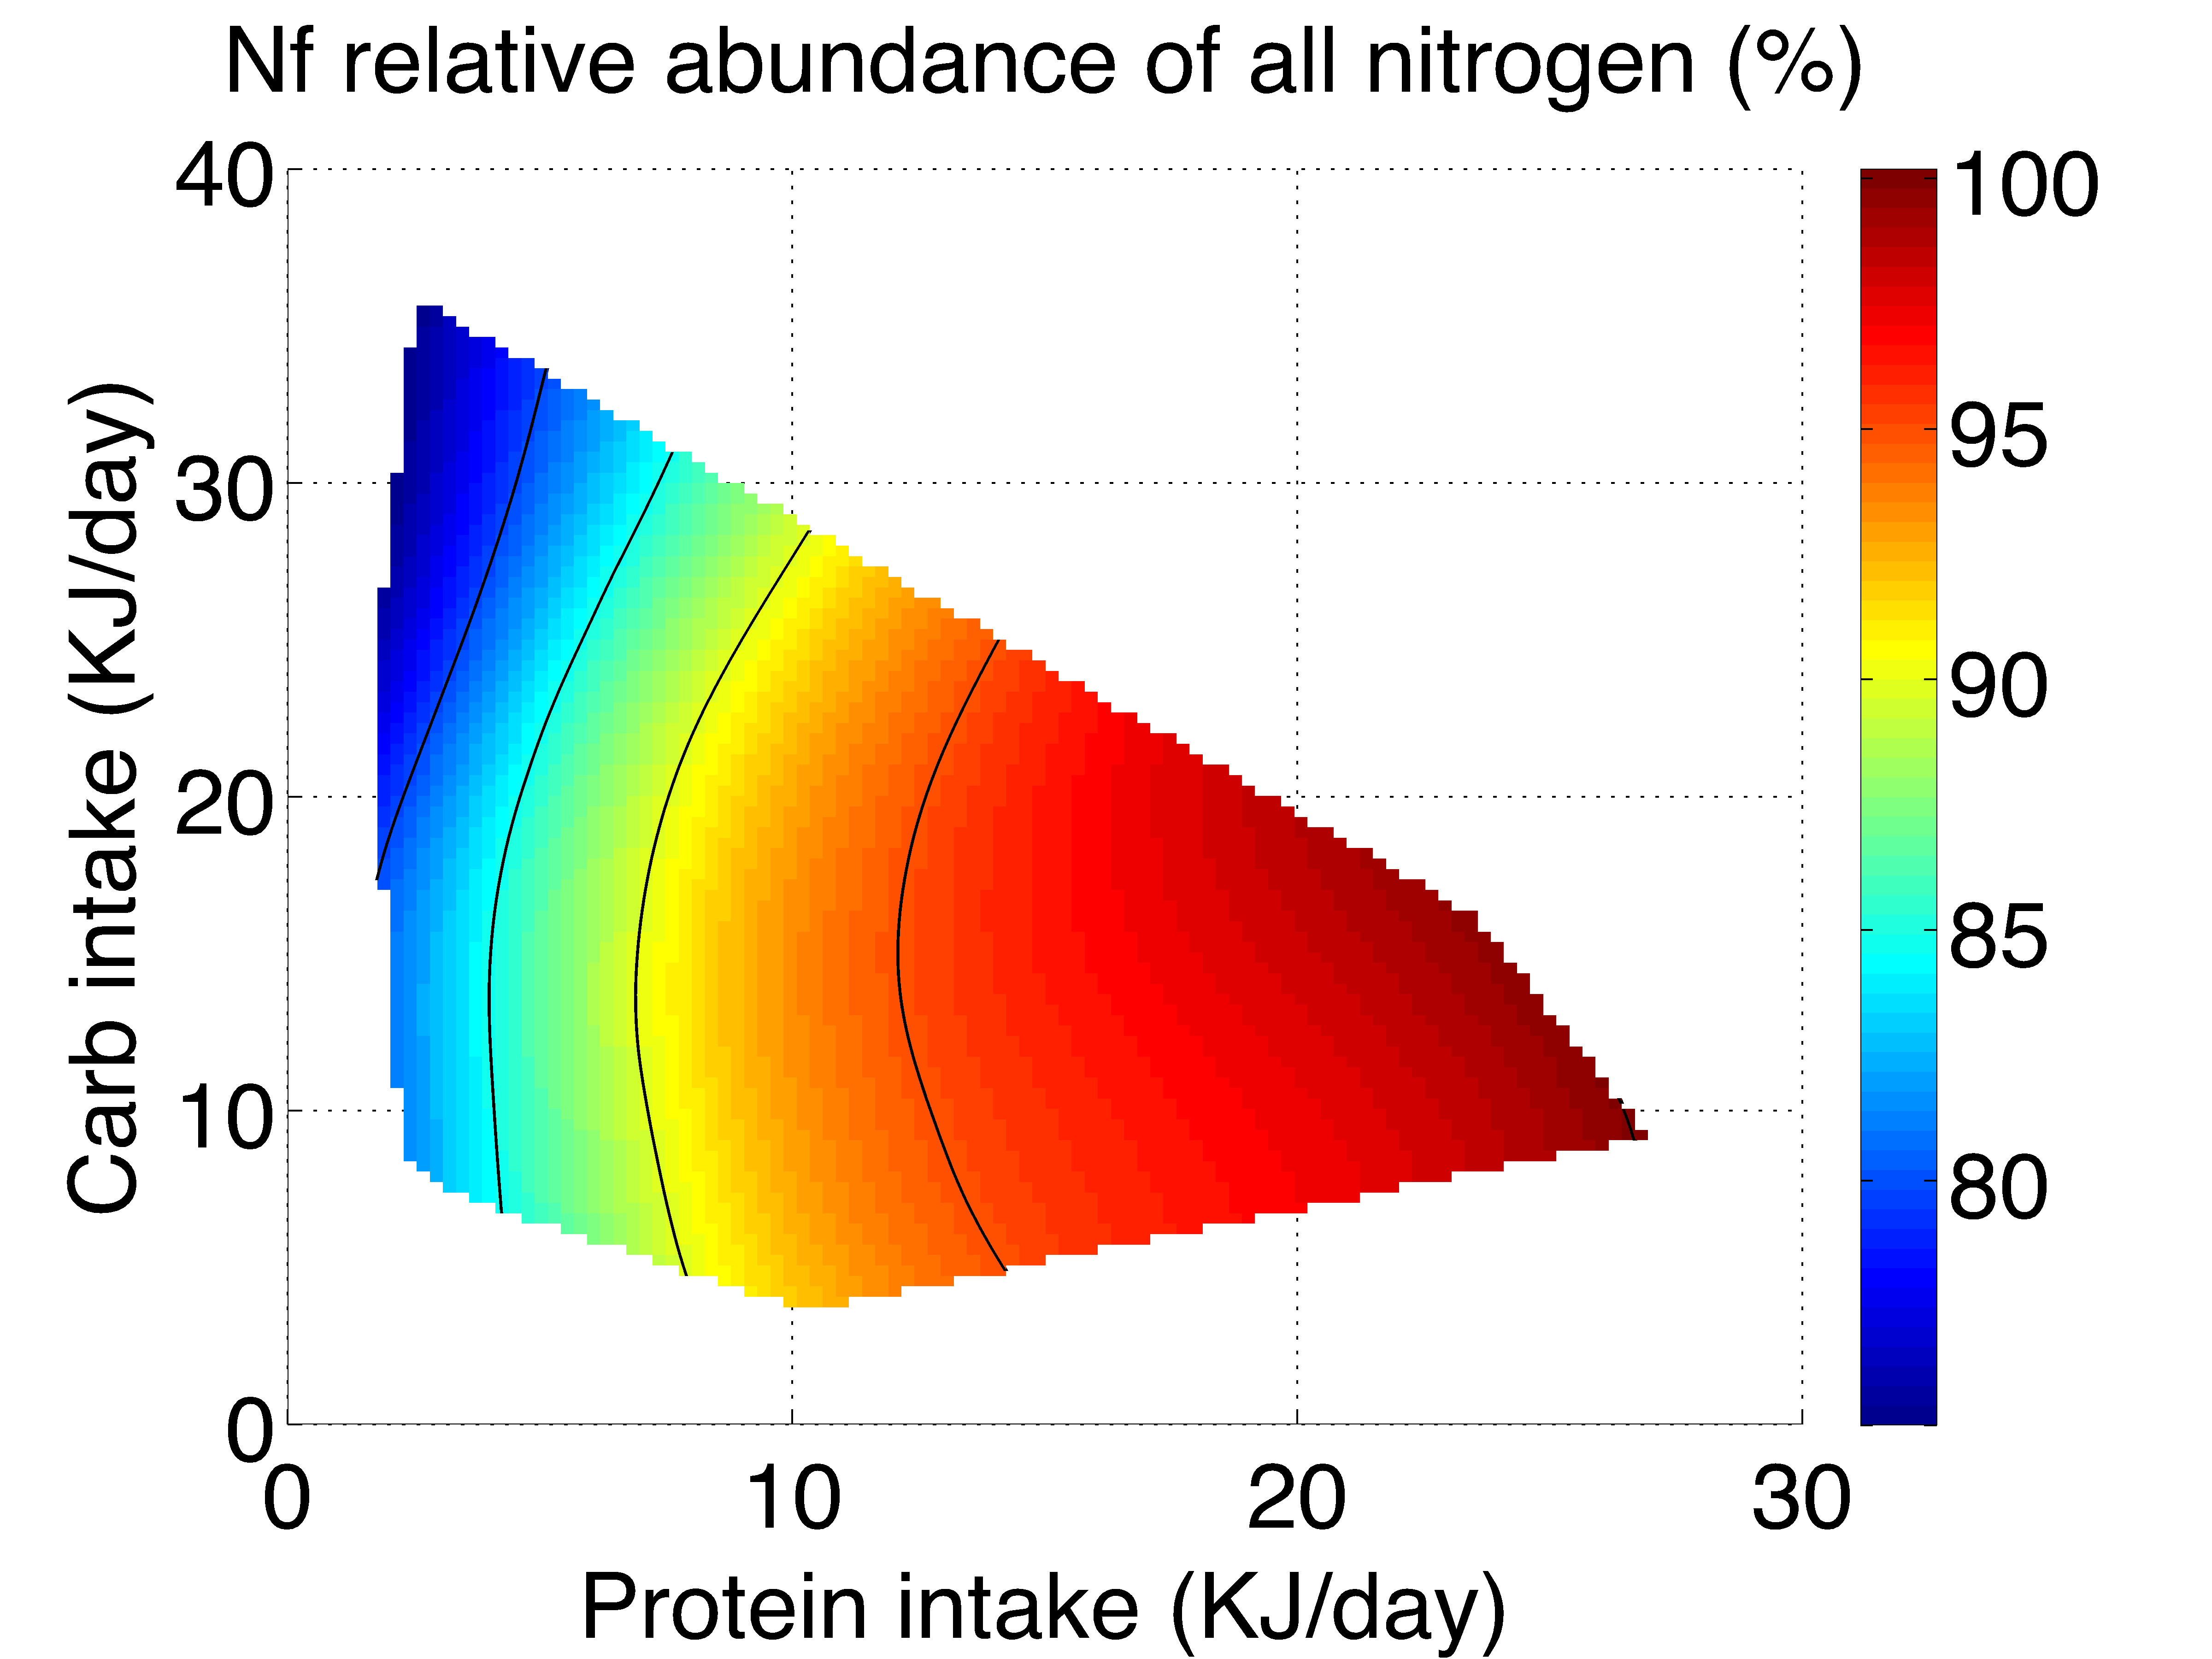 Nf relative abundance of all nitrogen (%)
40
30
20
10
0
Carb intake (KJ/day)
0 10 20 30
Protein intake (KJ/day)
100
95
90
85
80